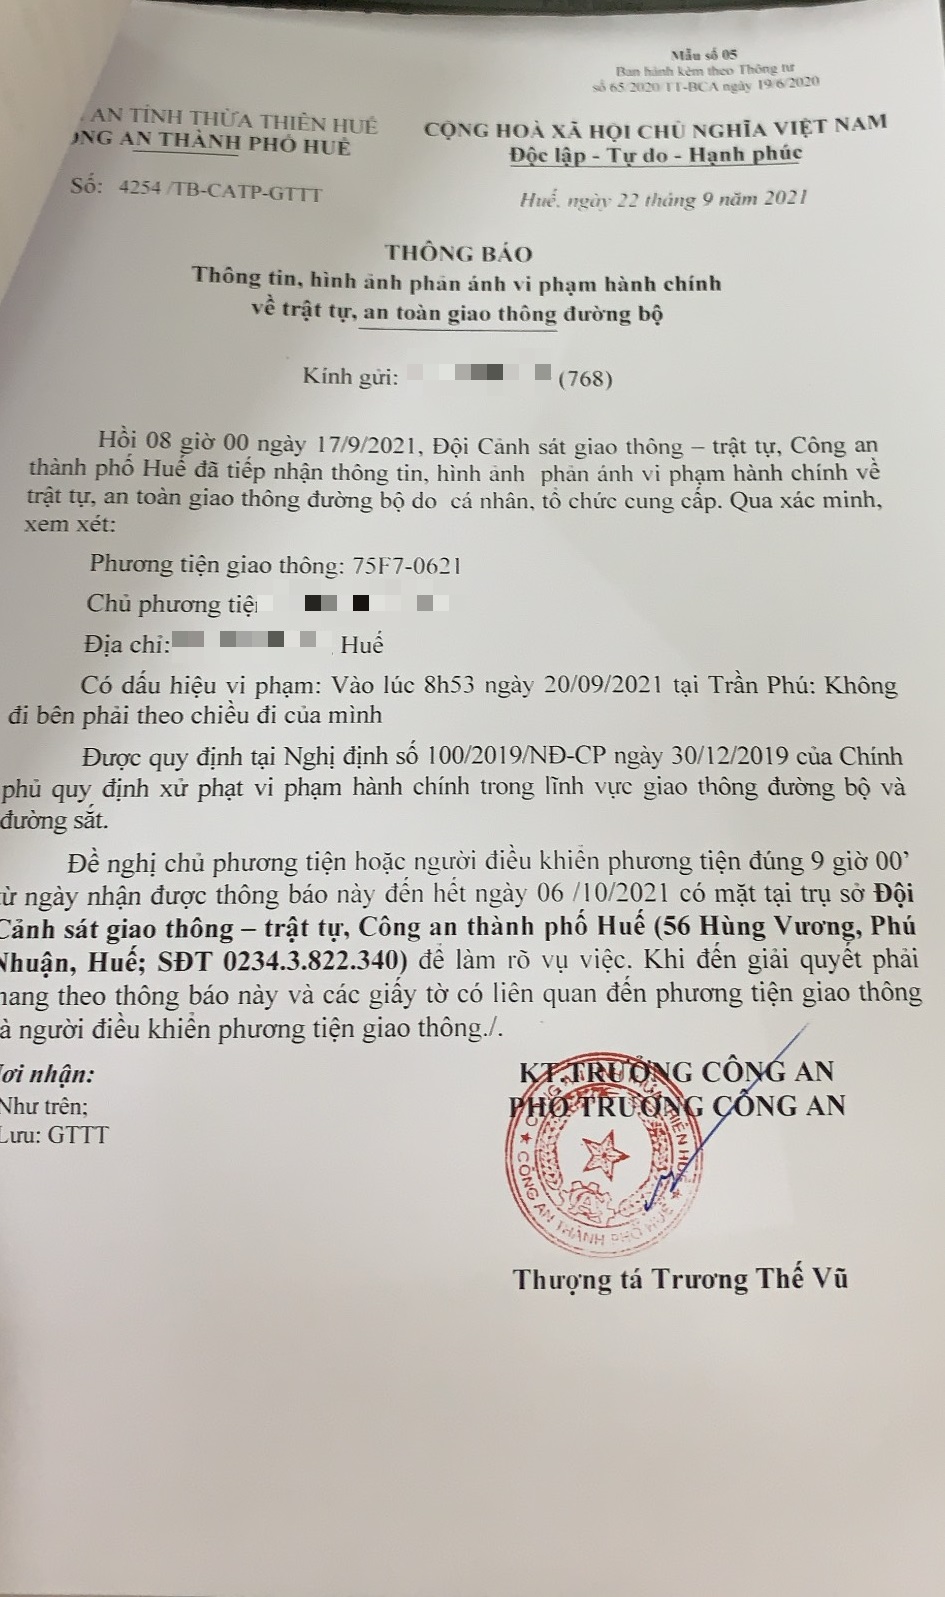 Mẫu số 05
Ban hành kèm theo Thông tư
số 65/2020/TT-BCA ngày 19/6/2020
AN TỈNH THỪA THIÊN HUẾ
ÔNG AN THÀNH PHỐ HUẾ
CỘNG HOÀ XÃ HỘI CHỦ NGHĨA VIỆT NAM
Độc lập - Tự do - Hạnh phúc
Số: 4254 /TB-CATP-GTTT
Huế, ngày 22 tháng 9 năm 2021
THÔNG BÁO
Thông tin, hình ảnh phản ánh vi phạm hành chính
về trật tự, an toàn giao thông đường bộ
Kính gửi: (768)
Hồi 08 giờ 00 ngày 17/9/2021, Đội Cảnh sát giao thông – trật tự, Công an
thành phố Huế đã tiếp nhận thông tin, hình ảnh phản ánh vi phạm hành chính về
trật tự, an toàn giao thông đường bộ do cá nhân, tổ chức cung cấp. Qua xác minh,
xem xét:
Phương tiện giao thông: 75F7-0621
Chủ phương tiệ
Địa chỉ: Huế
Có dấu hiệu vi phạm: Vào lúc 8h53 ngày 20/09/2021 tại Trần Phú: Không
đi bên phải theo chiều đi của mình
Được quy định tại Nghị định số 100/2019/NĐ-CP ngày 30/12/2019 của Chính
phủ quy định xử phạt vi phạm hành chính trong lĩnh vực giao thông đường bộ và
đường sắt.
Đề nghị chủ phương tiện hoặc người điều khiển phương tiện đúng 9 giờ 00’
từ ngày nhận được thông báo này đến hết ngày 06 /10/2021 có mặt tại trụ sở Đội
Cảnh sát giao thông – trật tự, Công an thành phố Huế (56 Hùng Vương, Phú
Nhuận, Huế; SĐT 0234.3.822.340) để làm rõ vụ việc. Khi đến giải quyết phải
mang theo thông báo này và các giấy tờ có liên quan đến phương tiện giao thông
à người điều khiển phương tiện giao thông./.
ơi nhận:
Như trên;
Lưu: GTTT
KT.TRƯỞNG CÔNG AN
PHÓ TRƯỞNG CÔNG AN
CÔNG AN THÀNH PHỐ HUẾ
Thượng tá Trương Thế Vũ